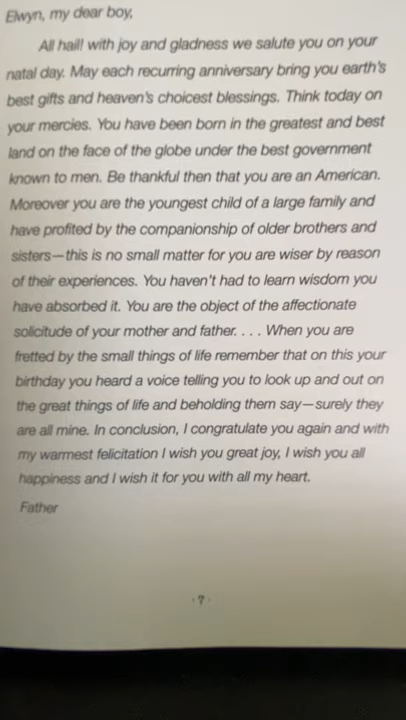 Elwyn, my dear boy,
All hail! with joy and gladness we salute you on your
natal day. May each recurring anniversary bring you earth's
best gifts and heaven's choicest blessings. Think today on
your mercies. You have been born in the greatest and best
land on the face of the globe under the best government
known to men. Be thankful then that you are an American.
Moreover you are the youngest child of a large family and
have profited by the companionship of older brothers and
sisters—this is no small matter for you are wiser by reason
of their experiences. You haven't had to learn wisdom you
have absorbed it. You are the object of the affectionate
solicitude of your mother and father. . . . When you are
fretted by the small things of life remember that on this your
birthday you heard a voice telling you to look up and out on
the great things of life and beholding them say—surely they
are all mine. In conclusion, I congratulate you again and with
my warmest felicitation I wish you great joy, I wish you all
happiness and I wish it for you with all my heart.
Father
· 7 ·